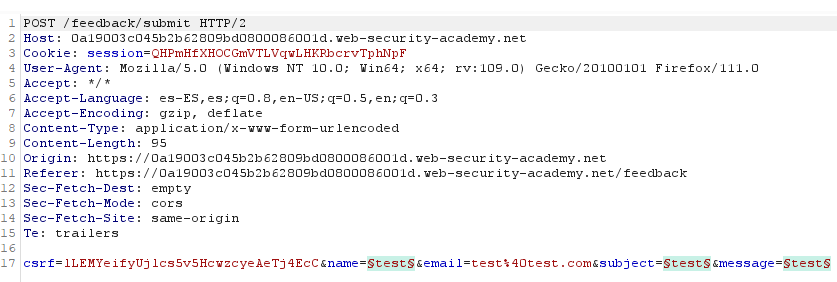 1 POST /feedback/submit HTTP/2
2 Host: 0a19003c045b2b62809bd0800086001d.web-security-academy.net
3 Cookie: session=QHPmHfXHOCGmVTLVqwLHKRbcrvTphNpF
4 User-Agent: Mozilla/5.0 (Windows NT 10.0; Win64; x64; rv:109.0) Gecko/20100101 Firefox/111.0
5 Accept: */*
6 Accept-Language: es-ES,es;q=0.8,en-US;q=0.5,en;q=0.3
7 Accept-Encoding: gzip, deflate
8 Content-Type: application/x-www-form-urlencoded
9 Content-Length: 95
10 Origin: https://0a19003c045b2b62809bd0800086001d.web-security-academy.net
11 Referer: https://0a19003c045b2b62809bd0800086001d.web-security-academy.net/feedback
12 Sec-Fetch-Dest: empty
13 Sec-Fetch-Mode: cors
14 Sec-Fetch-Site: same-origin
15 Te: trailers
16
17 csrf=lLEMYeifyUjlcs5v5HcwzcyeAeTj4EcC&name=§test§&email=test%40test.com&subject=§test§&message=§test§